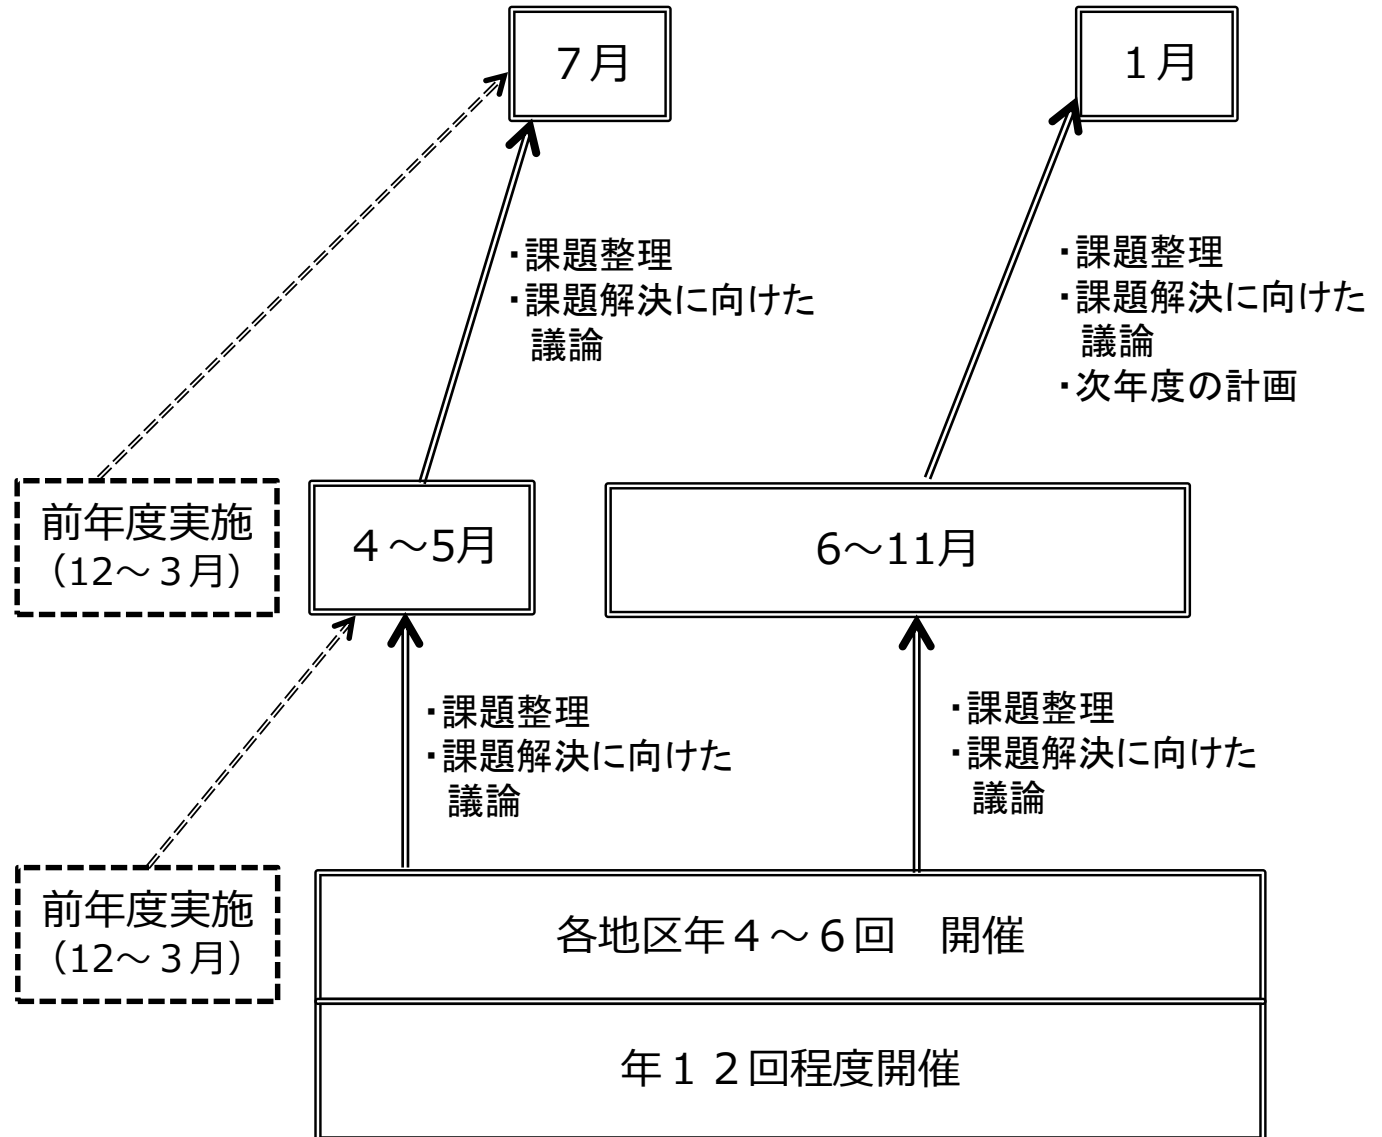 ７月
１月
・課題整理
・課題解決に向けた
議論
・課題整理
・課題解決に向けた
議論
・次年度の計画
前年度実施
（12～３月）
４～5月
6～11月
・課題整理
・課題解決に向けた
議論
・課題整理
・課題解決に向けた
議論
前年度実施
（12～３月）
各地区年４～６回　開催
年１２回程度開催